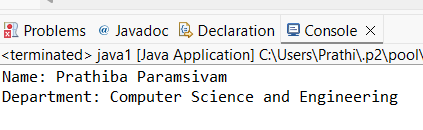 Problems Javadoc Declaration Console
<terminated> java1 [Java Application] C:\Users\Prathi\.p2\pool\
Name: Prathiba Paramsivam
Department: Computer Science and Engineering